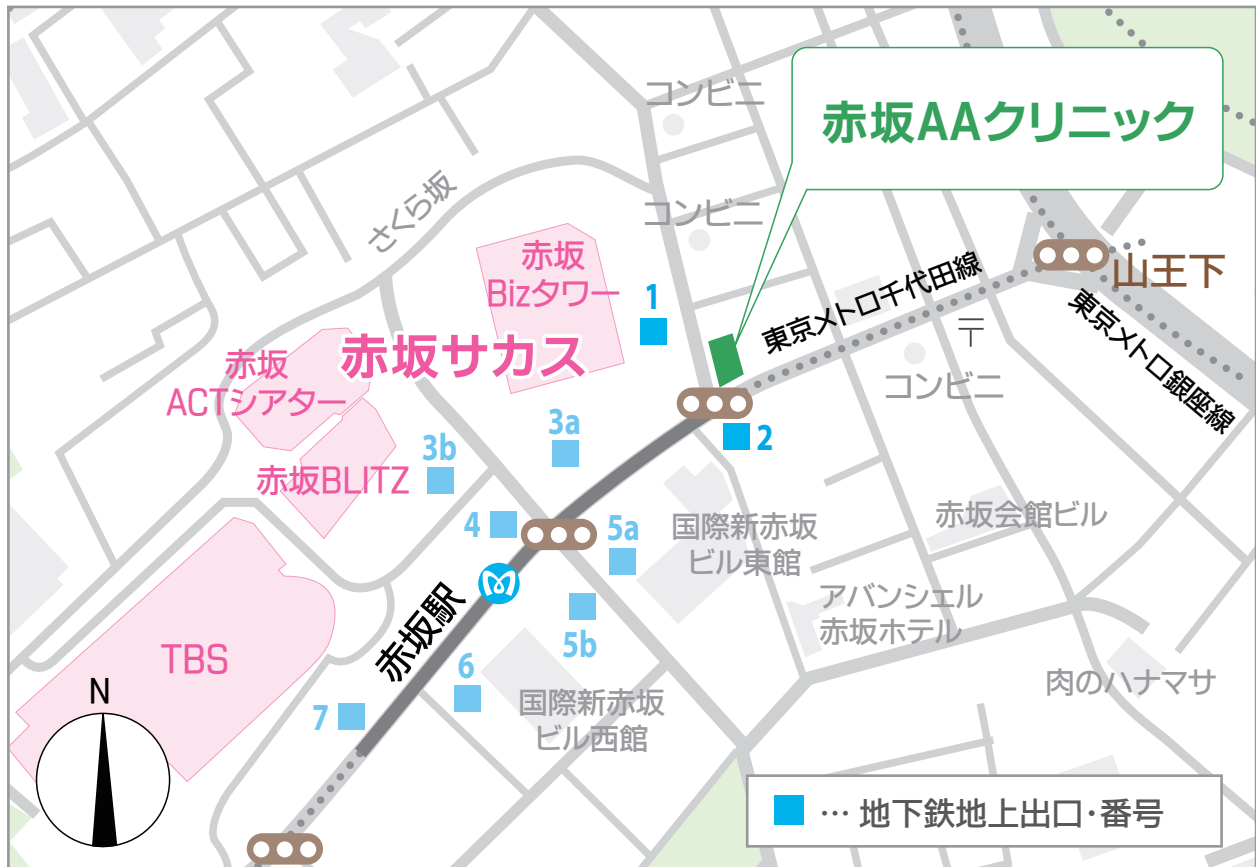 コンビニ
赤坂AAクリニック
さくら坂
コンビニ
赤坂
Bizタワー
1
東京メトロ千代田線
山王下
東京メトロ銀座線
〒
コンビニ
赤坂サカス
赤坂
ACTシアター
3a
2
3b
赤坂BLITZ
4
5a
国際新赤坂
ビル東館
赤坂会館ビル
アバンシェル
赤坂ホテル
赤坂駅
5b
TBS
6
肉のハナマサ
N
7
国際新赤坂
ビル西館
… 地下鉄地上出口・番号